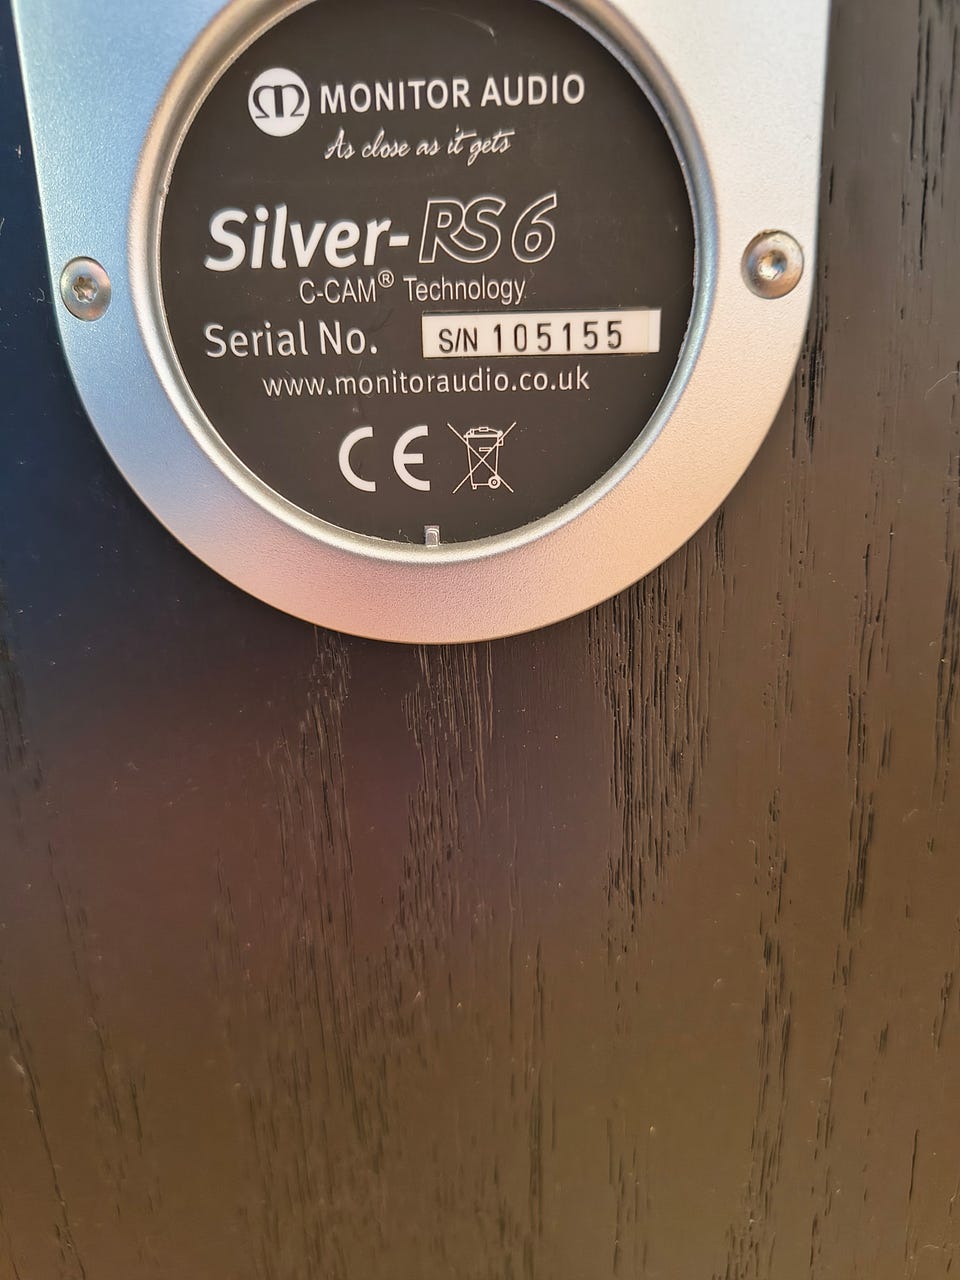 MONITOR AUDIO
As close as it gets
Silver-RS6
C-CAM® Technology
Serial No. S/N 105155
www.monitoraudio.co.uk
CE